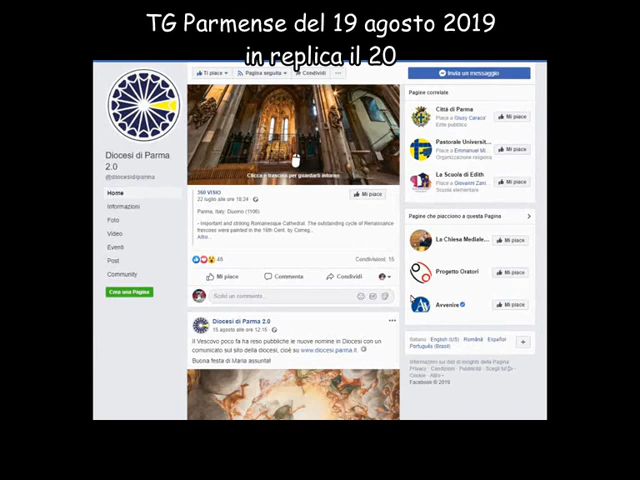 TG Parmense del 19 agosto 2019
in replica il 20
Ti piace
Pagina seguita
Condividi
Invia un messaggio
Pagine correlate
Città di Parma
Ente pubblico
Mi piace
Pastorale Universit...
Organizzazione religiosa
Mi piace
La Scuola di Edith
Mi piace
Diocesi di Parma
2.0
@diocesidiparma
Home
Informazioni
Foto
Video
Eventi
Post
Community
Crea una Pagina
Clicca e trascina per guardarti intorno
360 VISIO
22 luglio alle ore 18:24
Mi piace
Parma, Italy: Duomo (1106)
- Important and striking Romanesque Cathedral. The outstanding cycle of Renaissance
frescoes were painted in the 16th Cent. by Correg...
Altro...
Condivisioni: 15
Mi piace
Commenta
Condividi
Scrivi un commento...
Diocesi di Parma 2.0
15 agosto alle ore 12:15
Il Vescovo poco fa ha reso pubbliche le nuove nomine in Diocesi con un
comunicato sul sito della diocesi, cioè su www.diocesi.parma.it
Buona festa di Maria assunta!
Pagine che piacciono a questa Pagina
La Chiesa Mediale...
Mi piace
Progetto Oratori
Mi piace
Avvenire
Mi piace
Italiano · English (US) · Română · Español ·
Português (Brasil)
Informazioni sui dati di Insights della Pagina
Privacy · Condizioni · Pubblicità · Scegli tu
Cookie · Altro
Facebook © 2019